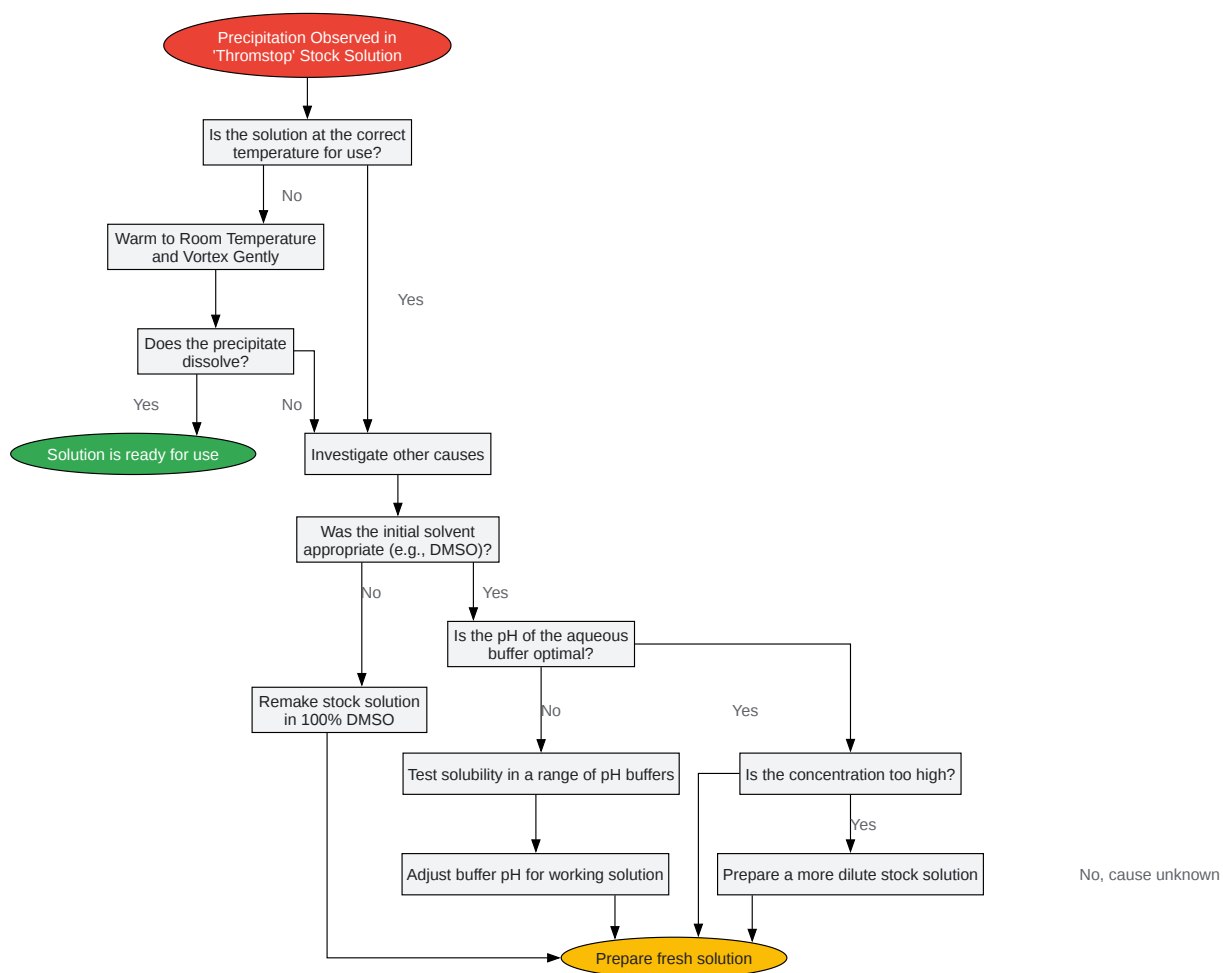 Precipitation Observed in
'Thromstop' Stock Solution
Is the solution at the correct
temperature for use?
No
Warm to Room Temperature
and Vortex Gently
Yes
Does the precipitate
dissolve?
Yes
No
Solution is ready for use
Investigate other causes
Was the initial solvent
appropriate (e.g., DMSO)?
No
Yes
Is the pH of the aqueous
buffer optimal?
Remake stock solution
in 100% DMSO
No
Yes
Test solubility in a range of pH buffers
Is the concentration too high?
Yes
Adjust buffer pH for working solution
Prepare a more dilute stock solution
No, cause unknown
Prepare fresh solution